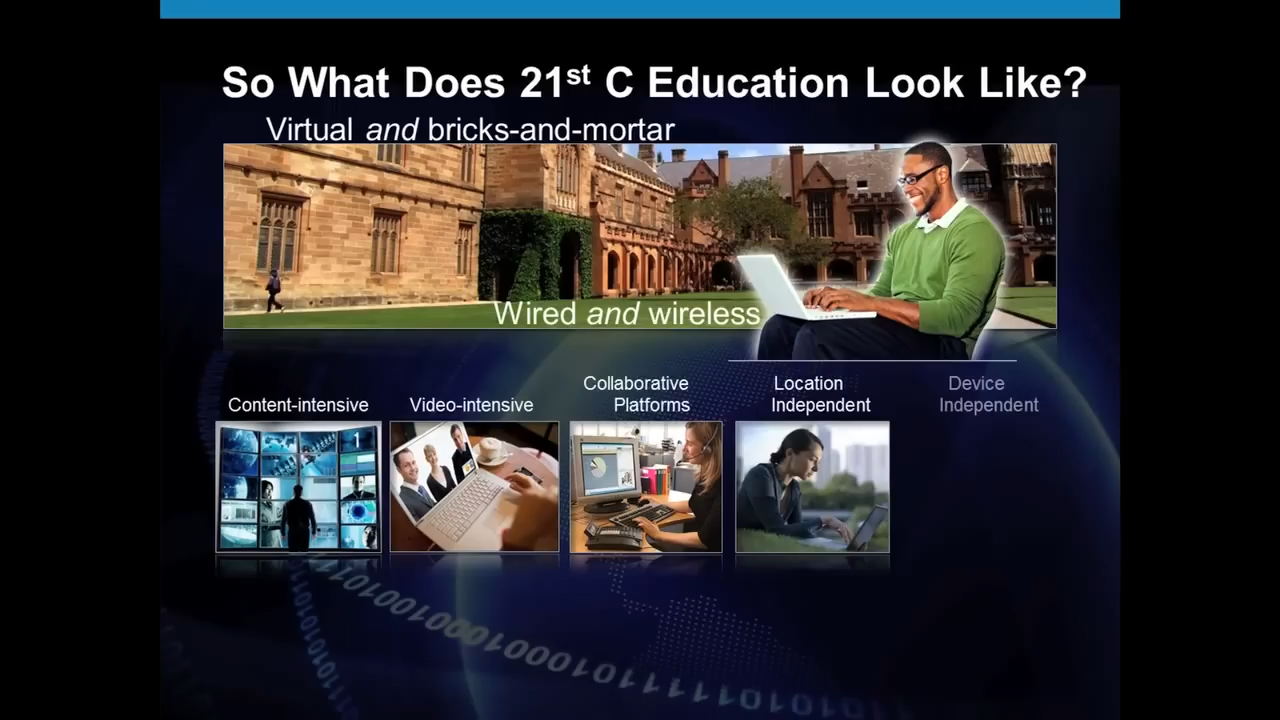 So What Does 21st C Education Look Like?
Virtual and bricks-and-mortar
Wired and wireless
Content-intensive
Video-intensive
Collaborative
Platforms
Location
Independent
Device
Independent
1